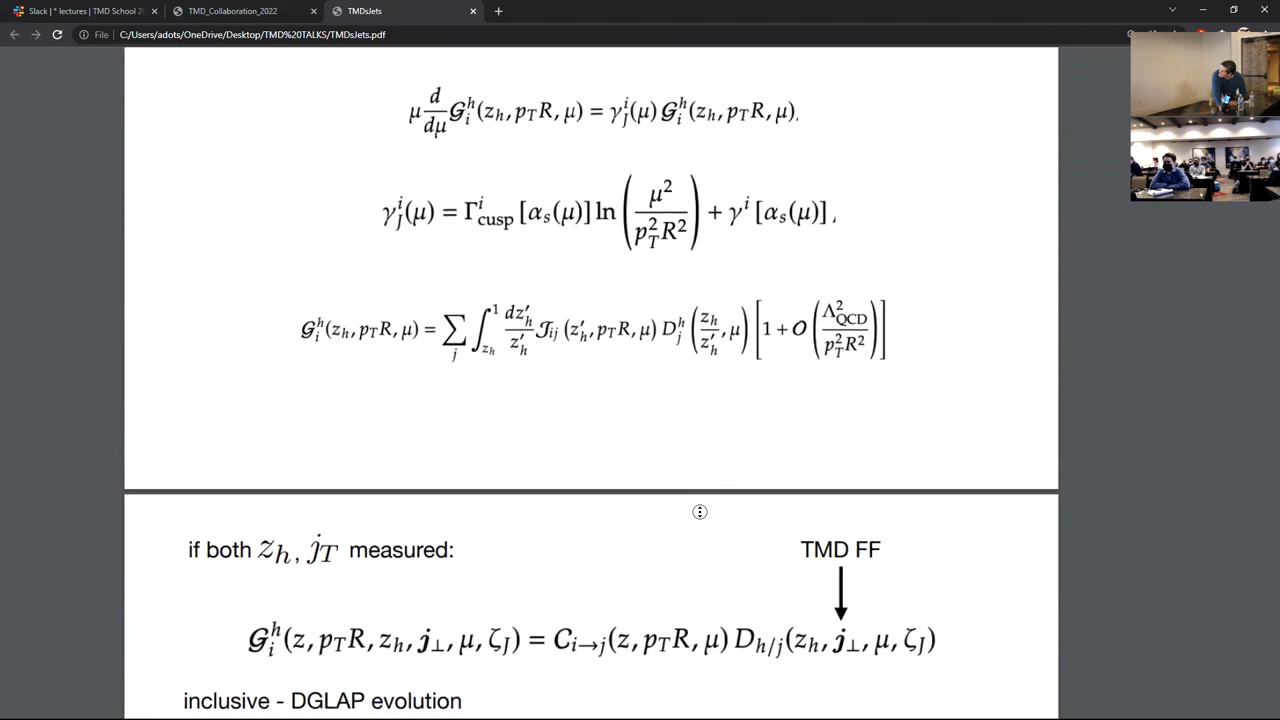 Slack | * lectures | TMD School 20
TMD_Collaboration_2022
TMDsJets
File
C:/Users/adots/OneDrive/Desktop/TMD%20TALKS/TMDsJets.pdf
μ d/dμ 𝒢_i^h(z_h, p_T R, μ) = γ_J^i(μ) 𝒢_i^h(z_h, p_T R, μ),
γ_J^i(μ) = Γ_cusp^i [α_s(μ)] ln (μ²/p_T² R²) + γ^i [α_s(μ)] ,
𝒢_i^h(z_h, p_T R, μ) = ∑_j ∫_{z_h}^1 dz'_h/z'_h 𝒥_ij (z'_h, p_T R, μ) D_j^h (z_h/z'_h, μ) [1 + 𝒪 (Λ²_QCD/p_T² R²)]
if both z_h, j_T measured:
TMD FF
𝒢_i^h(z, p_T R, z_h, j_⊥, μ, ζ_J) = C_{i→j}(z, p_T R, μ) D_{h/j}(z_h, j_⊥, μ, ζ_J)
inclusive - DGLAP evolution